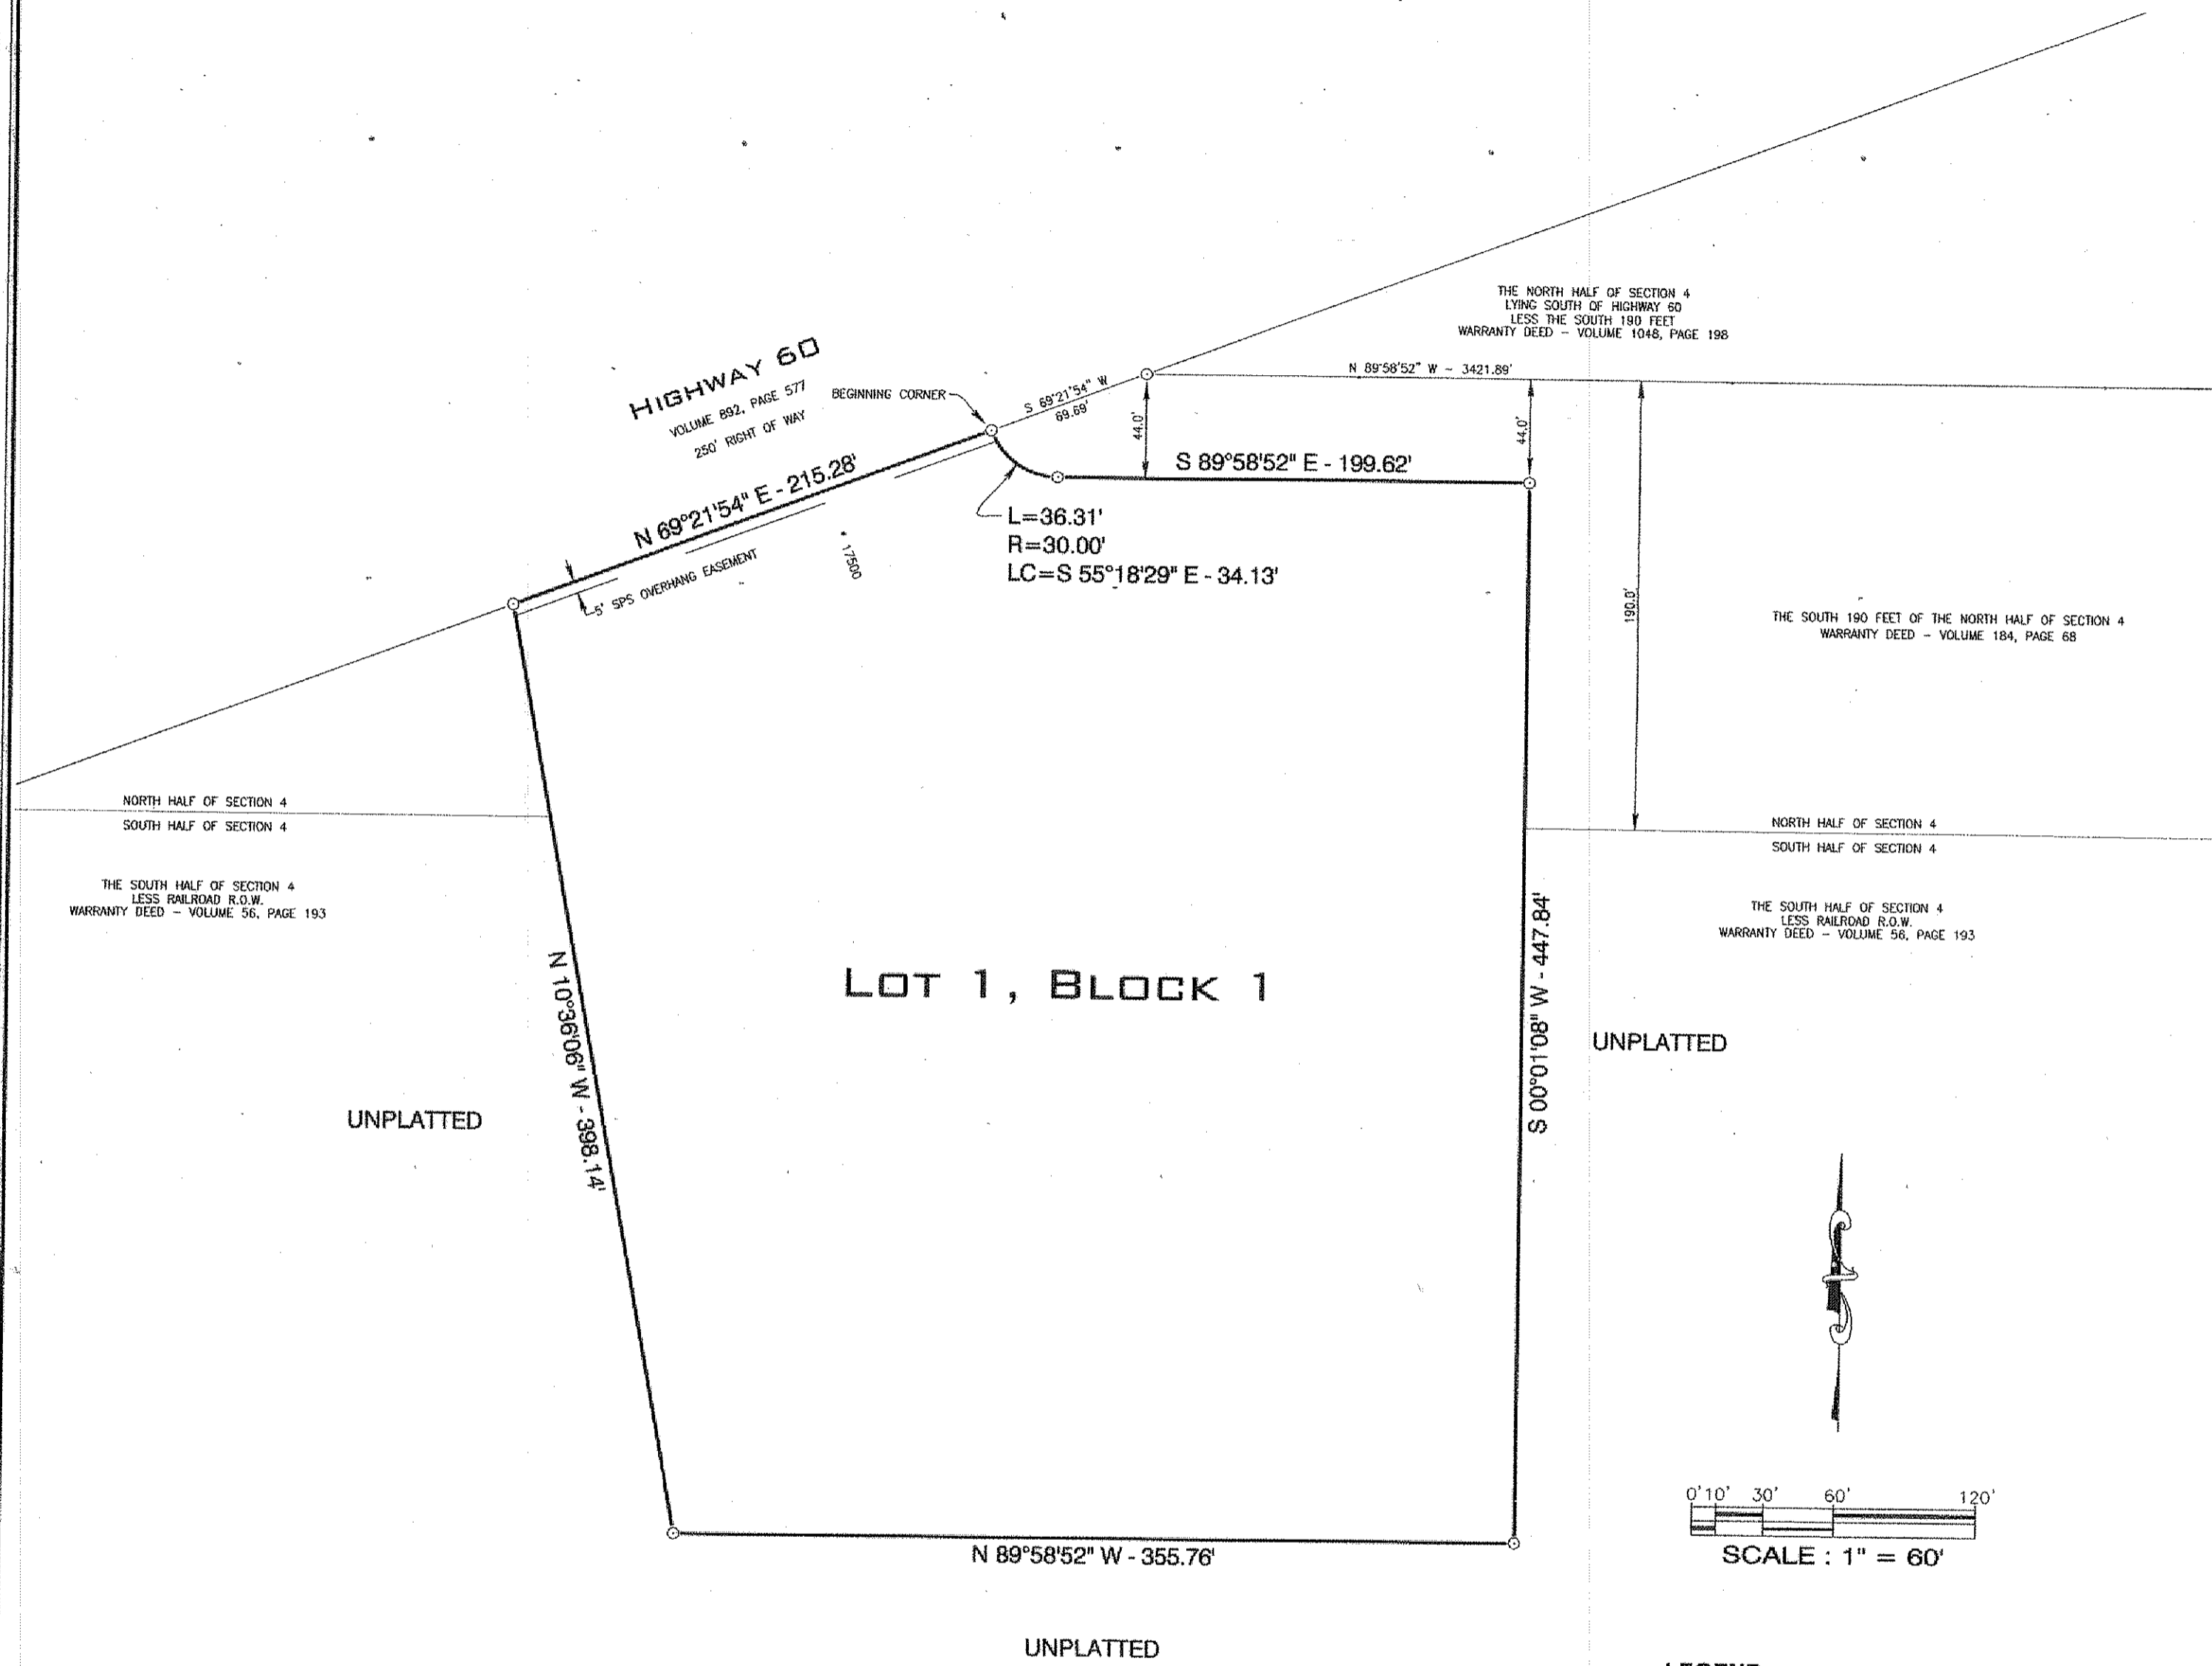 THE NORTH HALF OF SECTION 4
LYING SOUTH OF HIGHWAY 60
LESS THE SOUTH 190 FEET
WARRANTY DEED - VOLUME 1048, PAGE 198
HIGHWAY 60
VOLUME 892, PAGE 577
250' RIGHT OF WAY
BEGINNING CORNER
S 69°21'54" W
69.69'
N 89°58'52" W - 3421.89'
44.0'
44.0'
N 69°21'54" E - 215.28'
S 89°58'52" E - 199.62'
L=36.31'
R=30.00'
LC=S 55°18'29" E - 34.13'
17500
5' SPS OVERHANG EASEMENT
190.0'
THE SOUTH 190 FEET OF THE NORTH HALF OF SECTION 4
WARRANTY DEED - VOLUME 184, PAGE 68
NORTH HALF OF SECTION 4
SOUTH HALF OF SECTION 4
NORTH HALF OF SECTION 4
SOUTH HALF OF SECTION 4
THE SOUTH HALF OF SECTION 4
LESS RAILROAD R.O.W.
WARRANTY DEED - VOLUME 56, PAGE 193
THE SOUTH HALF OF SECTION 4
LESS RAILROAD R.O.W.
WARRANTY DEED - VOLUME 56, PAGE 193
LOT 1, BLOCK 1
N 10°36'06" W - 398.14'
S 00°01'08" W - 447.84'
UNPLATTED
UNPLATTED
0' 10' 30' 60' 120'
SCALE : 1" = 60'
N 89°58'52" W - 355.76'
UNPLATTED